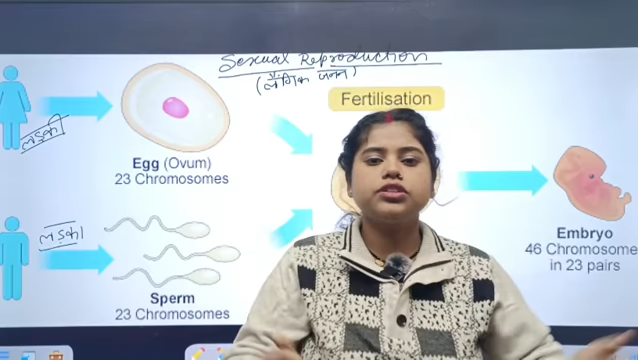 Sexual Reproduction
(लैंगिक जनन)
Fertilisation
लड़की
Egg (Ovum)
23 Chromosomes
लड़का
Sperm
23 Chromosomes
Embryo
46 Chromosome
in 23 pairs